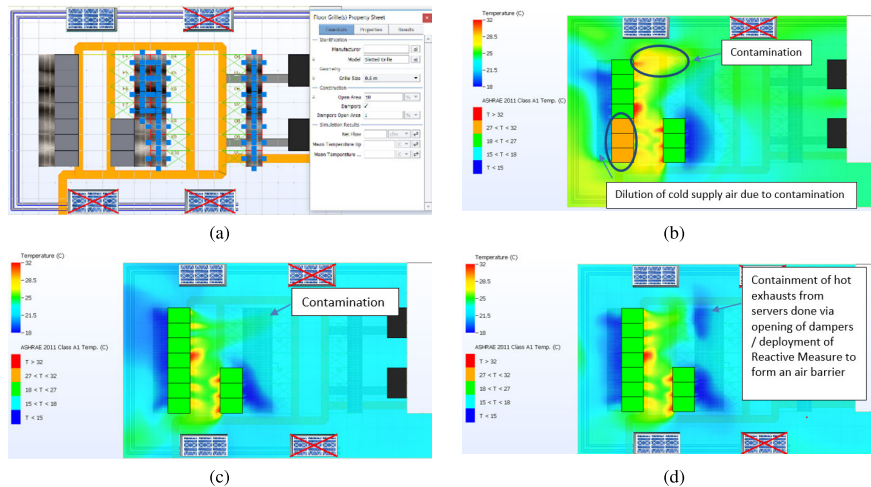 Floor Grille(s) Property Sheet
Properties
Results
Identification
Manufacturer
Model Slotted Grille
Geometry
Grille Size 0.6 m
Construction
Open Area 50 %
Dampers ✓
Dampers Open Area
Simulation Results
Net Flow
Mean Temperature Up
Mean Temperature ...
(a)
Temperature (C)
32
28.5
25
21.5
18
ASHRAE 2011 Class A1 Temp. (C)
T > 32
27 < T < 32
18 < T < 27
15 < T < 18
T < 15
Contamination
Dilution of cold supply air due to contamination
(b)
Temperature (C)
32
28.5
25
21.5
18
ASHRAE 2011 Class A1 Temp. (C)
T > 32
27 < T < 32
18 < T < 27
15 < T < 18
T < 15
Contamination
(c)
Temperature (C)
32
28.5
25
21.5
18
ASHRAE 2011 Class A1 Temp. (C)
T > 32
27 < T < 32
18 < T < 27
15 < T < 18
T < 15
Containment of hot
exhausts from
servers done via
opening of dampers
/ deployment of
Reactive Measure to
form an air barrier
(d)